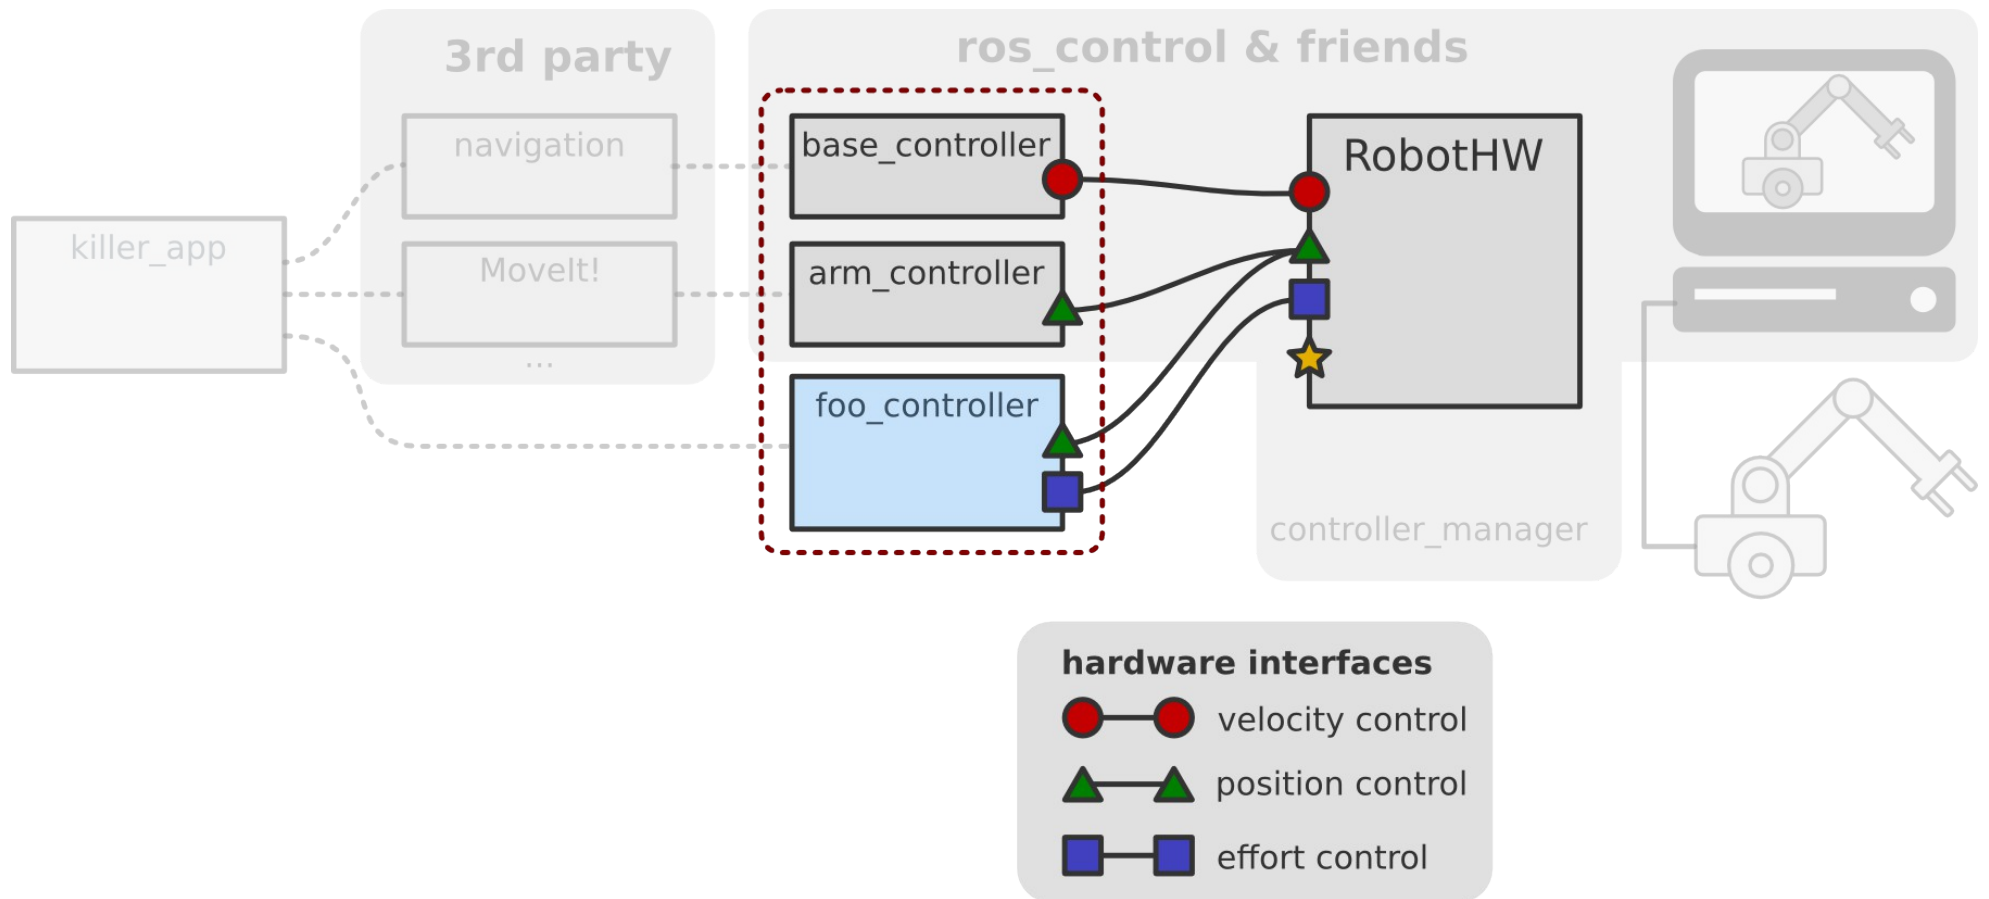 3rd party
ros_control & friends
navigation
base_controller
RobotHW
killer_app
MoveIt!
arm_controller
...
foo_controller
controller_manager
hardware interfaces
velocity control
position control
effort control